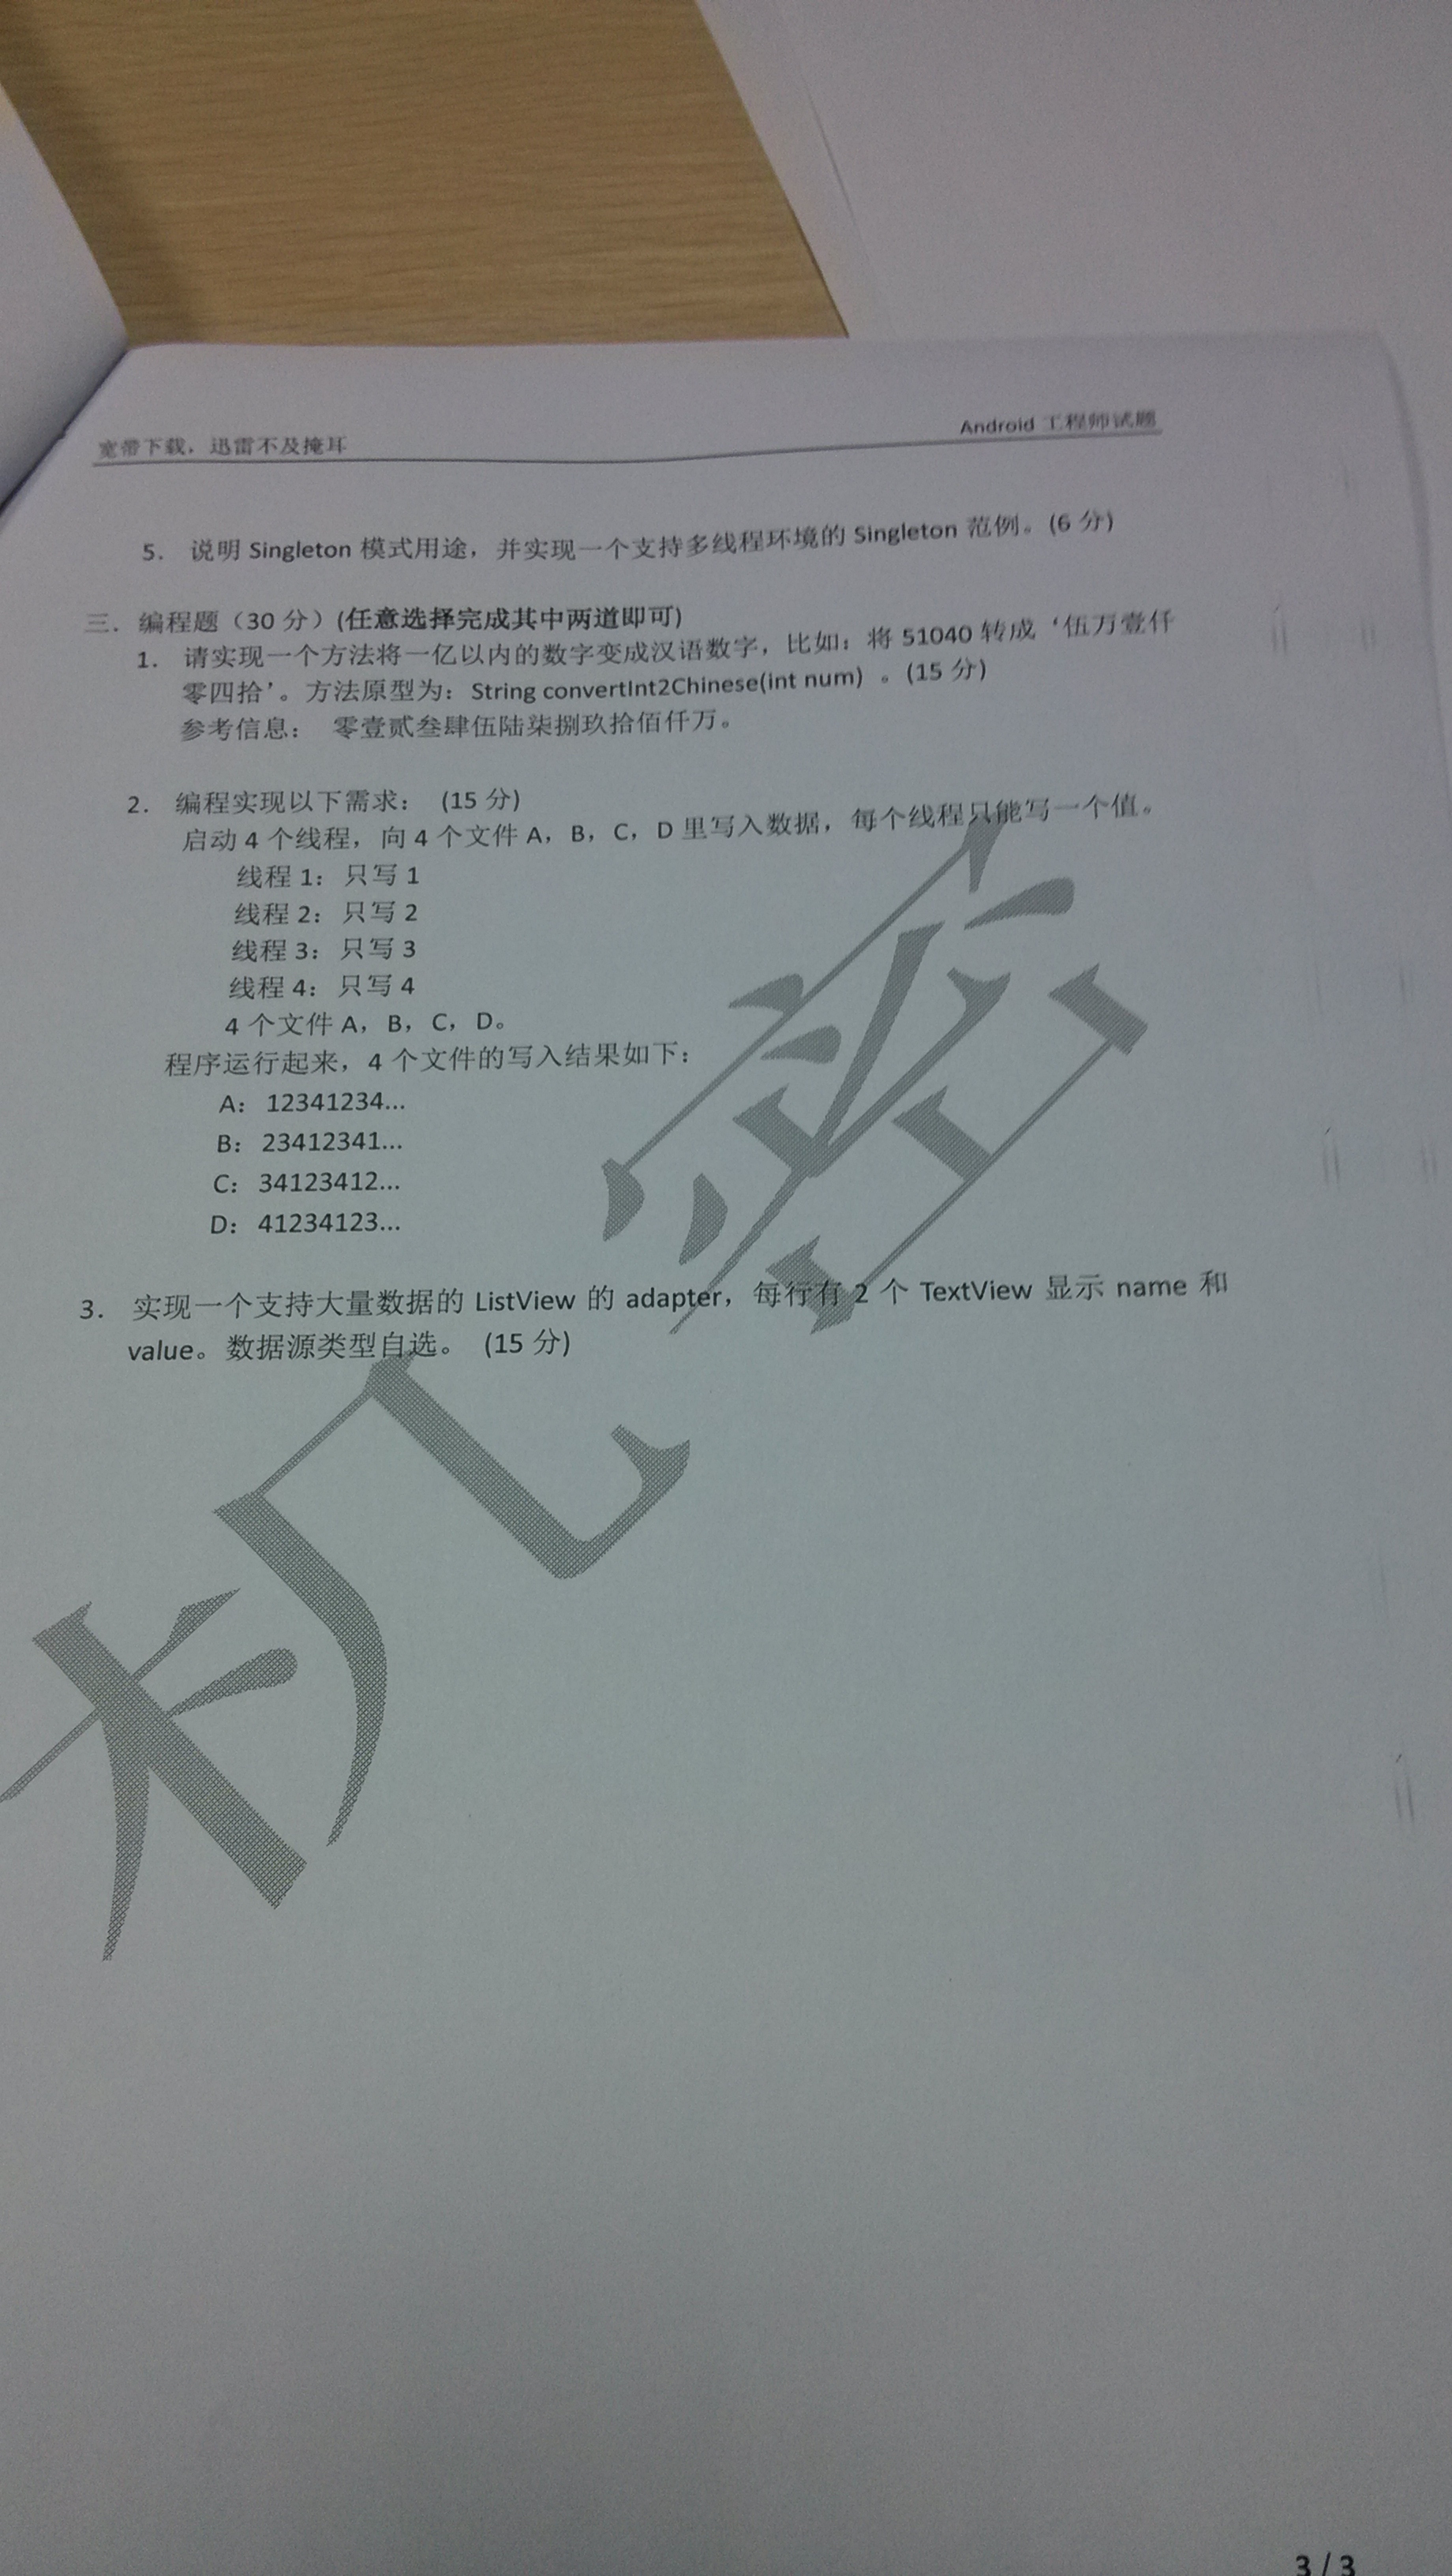 宽带下载，迅雷不及掩耳
Android 工程师试题
5. 说明 Singleton 模式用途，并实现一个支持多线程环境的 Singleton 范例。(6 分)
三. 编程题（30 分）(任意选择完成其中两道即可)
1. 请实现一个方法将一亿以内的数字变成汉语数字，比如：将 51040 转成‘伍万壹仟
零四拾’。方法原型为：String convertInt2Chinese(int num) 。(15 分)
参考信息： 零壹贰叁肆伍陆柒捌玖拾佰仟万。
2. 编程实现以下需求： (15 分)
启动 4 个线程，向 4 个文件 A，B，C，D 里写入数据，每个线程只能写一个值。
线程 1：只写 1
线程 2：只写 2
线程 3：只写 3
线程 4：只写 4
4 个文件 A，B，C，D。
程序运行起来，4 个文件的写入结果如下：
A： 12341234...
B： 23412341...
C： 34123412...
D： 41234123...
3. 实现一个支持大量数据的 ListView 的 adapter，每行有 2 个 TextView 显示 name 和
value。数据源类型自选。 (15 分)
机密
3 / 3